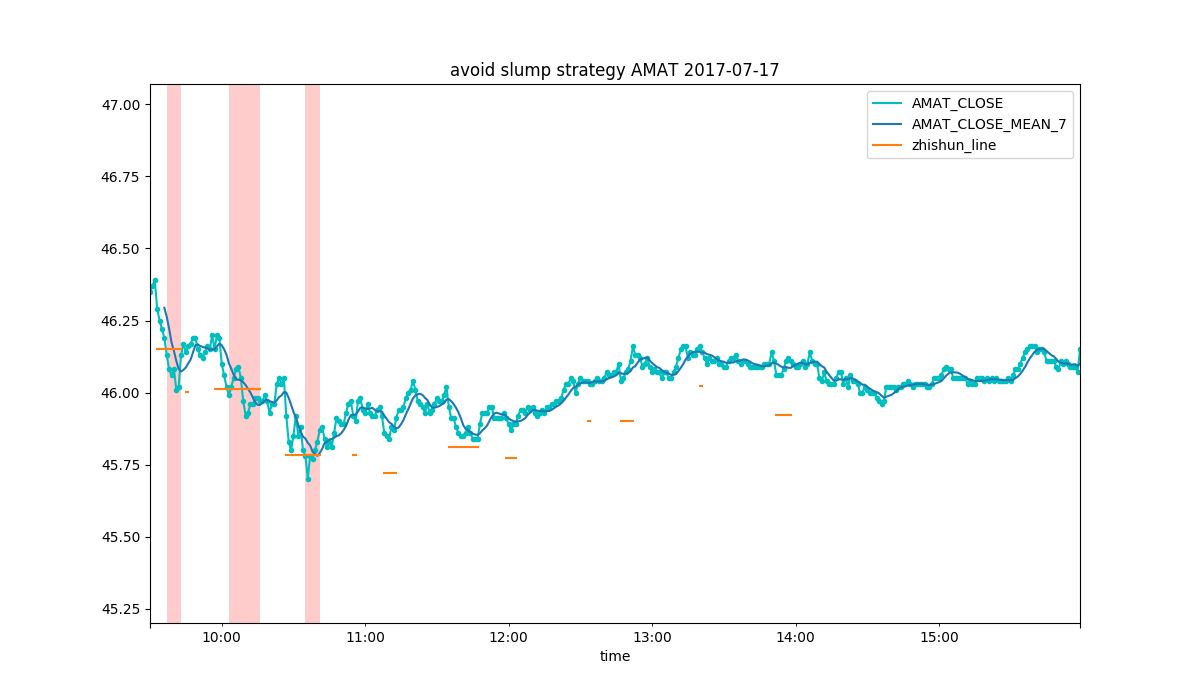 avoid slump strategy AMAT 2017-07-17
AMAT_CLOSE
AMAT_CLOSE_MEAN_7
zhishun_line
47.00
46.75
46.50
46.25
46.00
45.75
45.50
45.25
10:00 11:00 12:00 13:00 14:00 15:00
time